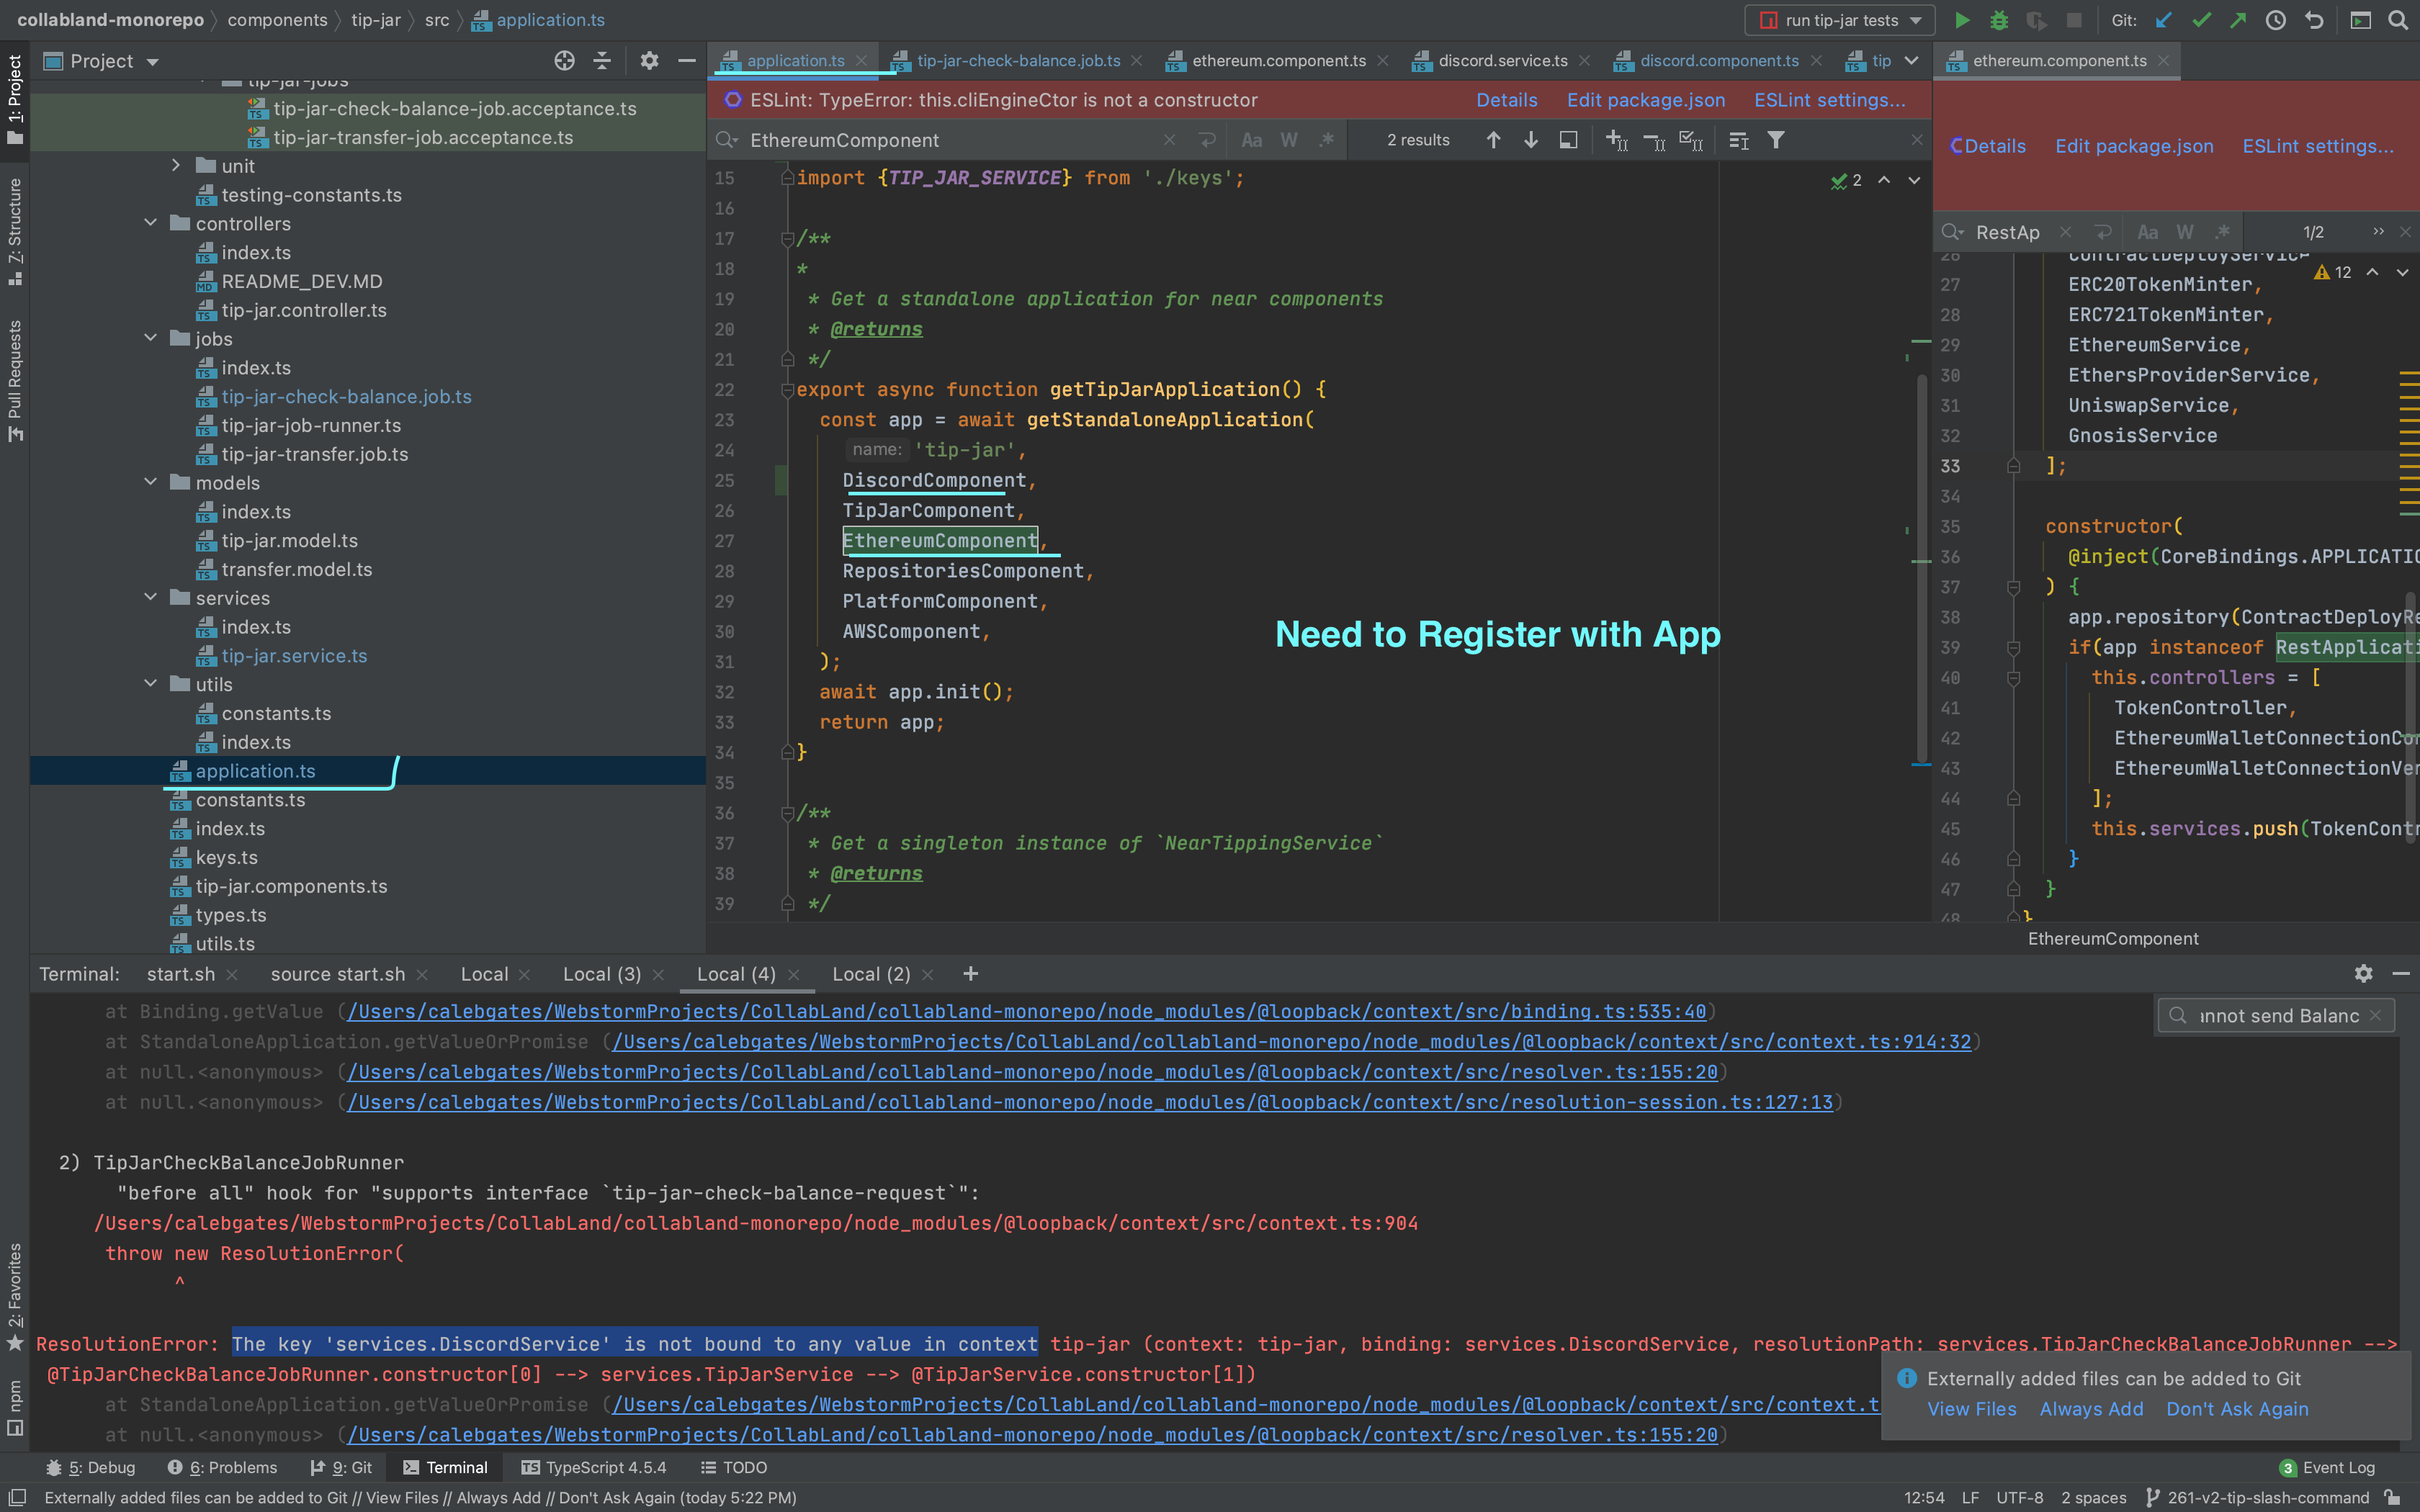 collabland-monorepo components tip-jar src application.ts
run tip-jar tests Git:
1: Project
7: Structure
Pull Requests
2: Favorites
npm
Project
tip-jar-jobs
tip-jar-check-balance-job.acceptance.ts
tip-jar-transfer-job.acceptance.ts
unit
testing-constants.ts
controllers
index.ts
README_DEV.MD
tip-jar.controller.ts
jobs
index.ts
tip-jar-check-balance.job.ts
tip-jar-job-runner.ts
tip-jar-transfer.job.ts
models
index.ts
tip-jar.model.ts
transfer.model.ts
services
index.ts
tip-jar.service.ts
utils
constants.ts
index.ts
application.ts
constants.ts
index.ts
keys.ts
tip-jar.components.ts
types.ts
utils.ts
application.ts tip-jar-check-balance.job.ts ethereum.component.ts discord.service.ts discord.component.ts tip
ESLint: TypeError: this.cliEngineCtor is not a constructor Details Edit package.json ESLint settings...
EthereumComponent Aa W .* 2 results
2
15 import {TIP_JAR_SERVICE} from './keys';
16
17 /**
18 *
19 * Get a standalone application for near components
20 * @returns
21 */
22 export async function getTipJarApplication() {
23 const app = await getStandaloneApplication(
24 name: 'tip-jar',
25 DiscordComponent,
26 TipJarComponent,
27 EthereumComponent,
28 RepositoriesComponent,
29 PlatformComponent,
30 AWSComponent,
31 );
32 await app.init();
33 return app;
34 }
35
36 /**
37 * Get a singleton instance of `NearTippingService`
38 * @returns
39 */
Need to Register with App
ethereum.component.ts
Details Edit package.json ESLint settings...
RestAp Aa W .* 1/2
12
26 ContractDeployService
27 ERC20TokenMinter,
28 ERC721TokenMinter,
29 EthereumService,
30 EthersProviderService,
31 UniswapService,
32 GnosisService
33 ];
34
35 constructor(
36 @inject(CoreBindings.APPLICATIO
37 ) {
38 app.repository(ContractDeployRe
39 if(app instanceof RestApplicati
40 this.controllers = [
41 TokenController,
42 EthereumWalletConnectionCon
43 EthereumWalletConnectionVer
44 ];
45 this.services.push(TokenContr
46 }
47 }
48 }
EthereumComponent
Terminal: start.sh source start.sh Local Local (3) Local (4) Local (2) +
nnot send Balanc
at Binding.getValue (/Users/calebgates/WebstormProjects/CollabLand/collabland-monorepo/node_modules/@loopback/context/src/binding.ts:535:40)
at StandaloneApplication.getValueOrPromise (/Users/calebgates/WebstormProjects/CollabLand/collabland-monorepo/node_modules/@loopback/context/src/context.ts:914:32)
at null.<anonymous> (/Users/calebgates/WebstormProjects/CollabLand/collabland-monorepo/node_modules/@loopback/context/src/resolver.ts:155:20)
at null.<anonymous> (/Users/calebgates/WebstormProjects/CollabLand/collabland-monorepo/node_modules/@loopback/context/src/resolution-session.ts:127:13)
2) TipJarCheckBalanceJobRunner
"before all" hook for "supports interface `tip-jar-check-balance-request`":
/Users/calebgates/WebstormProjects/CollabLand/collabland-monorepo/node_modules/@loopback/context/src/context.ts:904
throw new ResolutionError(
^
ResolutionError: The key 'services.DiscordService' is not bound to any value in context tip-jar (context: tip-jar, binding: services.DiscordService, resolutionPath: services.TipJarCheckBalanceJobRunner -->
@TipJarCheckBalanceJobRunner.constructor[0] --> services.TipJarService --> @TipJarService.constructor[1])
at StandaloneApplication.getValueOrPromise (/Users/calebgates/WebstormProjects/CollabLand/collabland-monorepo/node_modules/@loopback/context/src/context.t
at null.<anonymous> (/Users/calebgates/WebstormProjects/CollabLand/collabland-monorepo/node_modules/@loopback/context/src/resolver.ts:155:20)
Externally added files can be added to Git
View Files Always Add Don't Ask Again
5: Debug 6: Problems 9: Git Terminal TypeScript 4.5.4 TODO 3 Event Log
Externally added files can be added to Git // View Files // Always Add // Don't Ask Again (today 5:22 PM) 12:54 LF UTF-8 2 spaces 261-v2-tip-slash-command